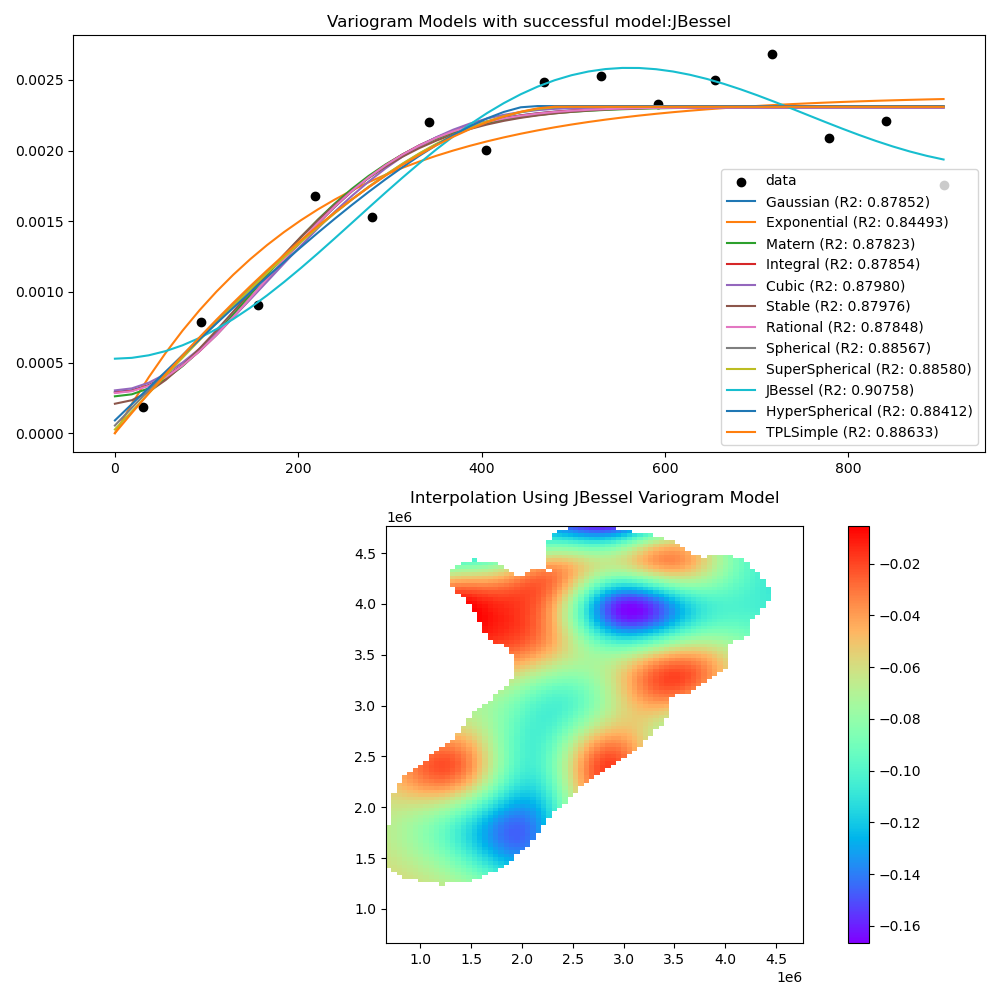 Variogram Models with successful model:JBessel
0.0025
0.0020
0.0015
0.0010
0.0005
0.0000
data
Gaussian (R2: 0.87852)
Exponential (R2: 0.84493)
Matern (R2: 0.87823)
Integral (R2: 0.87854)
Cubic (R2: 0.87980)
Stable (R2: 0.87976)
Rational (R2: 0.87848)
Spherical (R2: 0.88567)
SuperSpherical (R2: 0.88580)
JBessel (R2: 0.90758)
HyperSpherical (R2: 0.88412)
TPLSimple (R2: 0.88633)
0 200 400 600 800
Interpolation Using JBessel Variogram Model
1e6
4.5
4.0
3.5
3.0
2.5
2.0
1.5
1.0
1.0 1.5 2.0 2.5 3.0 3.5 4.0 4.5
1e6
−0.02
−0.04
−0.06
−0.08
−0.10
−0.12
−0.14
−0.16